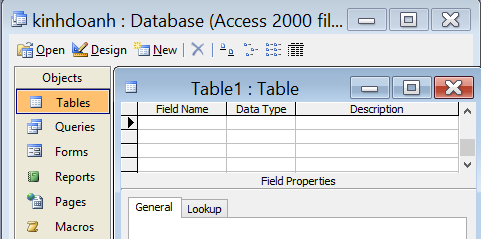 kinhdoanh : Database (Access 2000 fil...
Open Design New
Objects
Tables
Queries
Forms
Reports
Pages
Macros
Table1 : Table
Field Name Data Type Description
Field Properties
General Lookup